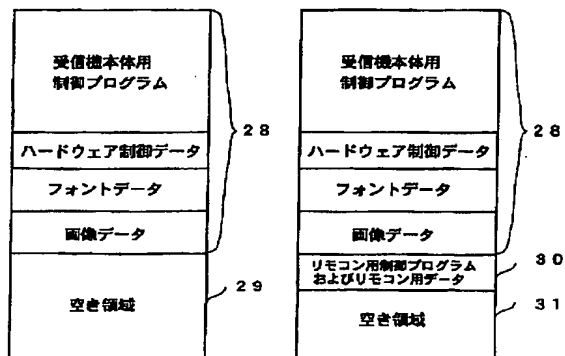 受信機本体用
制御プログラム
ハードウェア制御データ
フォントデータ
画像データ
空き領域
28
29
受信機本体用
制御プログラム
ハードウェア制御データ
フォントデータ
画像データ
リモコン用制御プログラム
およびリモコン用データ
空き領域
28
30
31